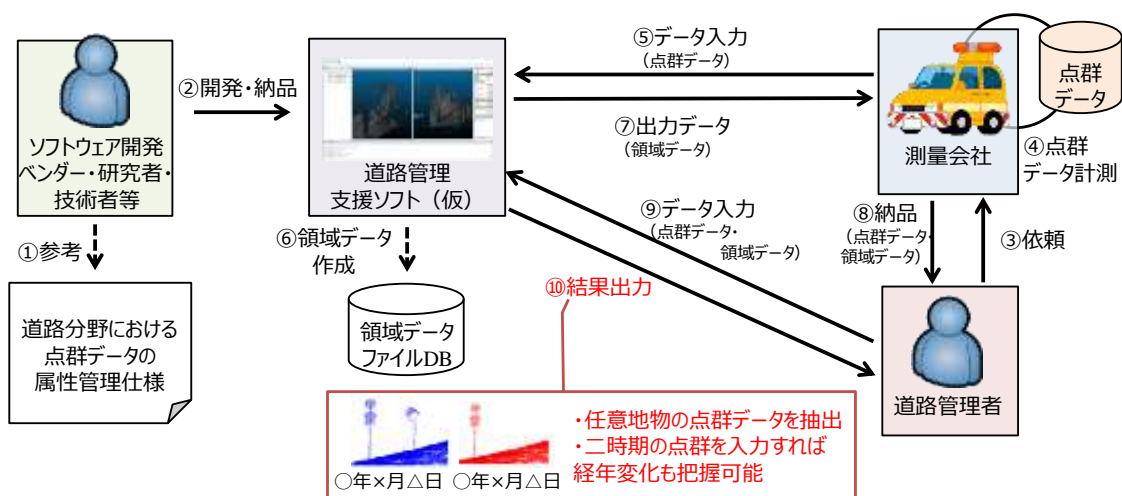 ソフトウェア開発
ベンダー・研究者・
技術者等
②開発・納品
道路管理
支援ソフト（仮）
⑤データ入力
（点群データ）
⑦出力データ
（領域データ）
測量会社
点群
データ
④点群
データ計測
①参考
⑥領域データ
作成
⑨データ入力
（点群データ・
領域データ）
⑧納品
（点群データ・
領域データ）
③依頼
道路分野における
点群データの
属性管理仕様
領域データ
ファイルDB
⑩結果出力
道路管理者
○年×月△日
○年×月△日
・任意地物の点群データを抽出
・二時期の点群を入力すれば
経年変化も把握可能